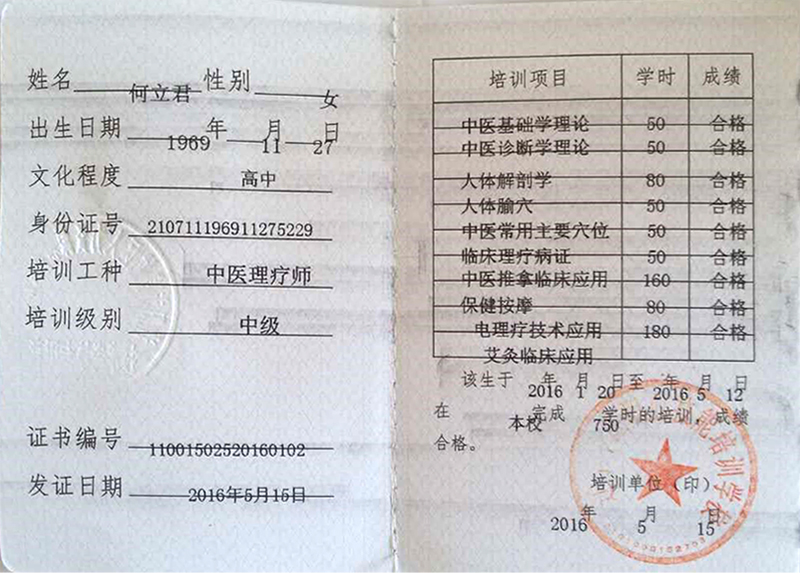 姓名 何立君 性别 女
出生日期 1969 年 11 月 27 日
文化程度 高中
身份证号 210711196911275229
培训工种 中医理疗师
培训级别 中级
证书编号 11001502520160102
发证日期 2016年5月15日
培训项目 学时 成绩
中医基础学理论 50 合格
中医诊断学理论 50 合格
人体解剖学 80 合格
人体腧穴 50 合格
中医常用主要穴位 50 合格
临床理疗病证 50 合格
中医推拿临床应用 160 合格
保健按摩 80 合格
电理疗技术应用 180 合格
艾灸临床应用
该生于 2016 年 1 月 20 日至 2016 年 5 月 12 日
在 本校 完成 750 学时的培训，成绩
合格。
培训单位（印）
2016 年 5 月 15 日
能培训学校